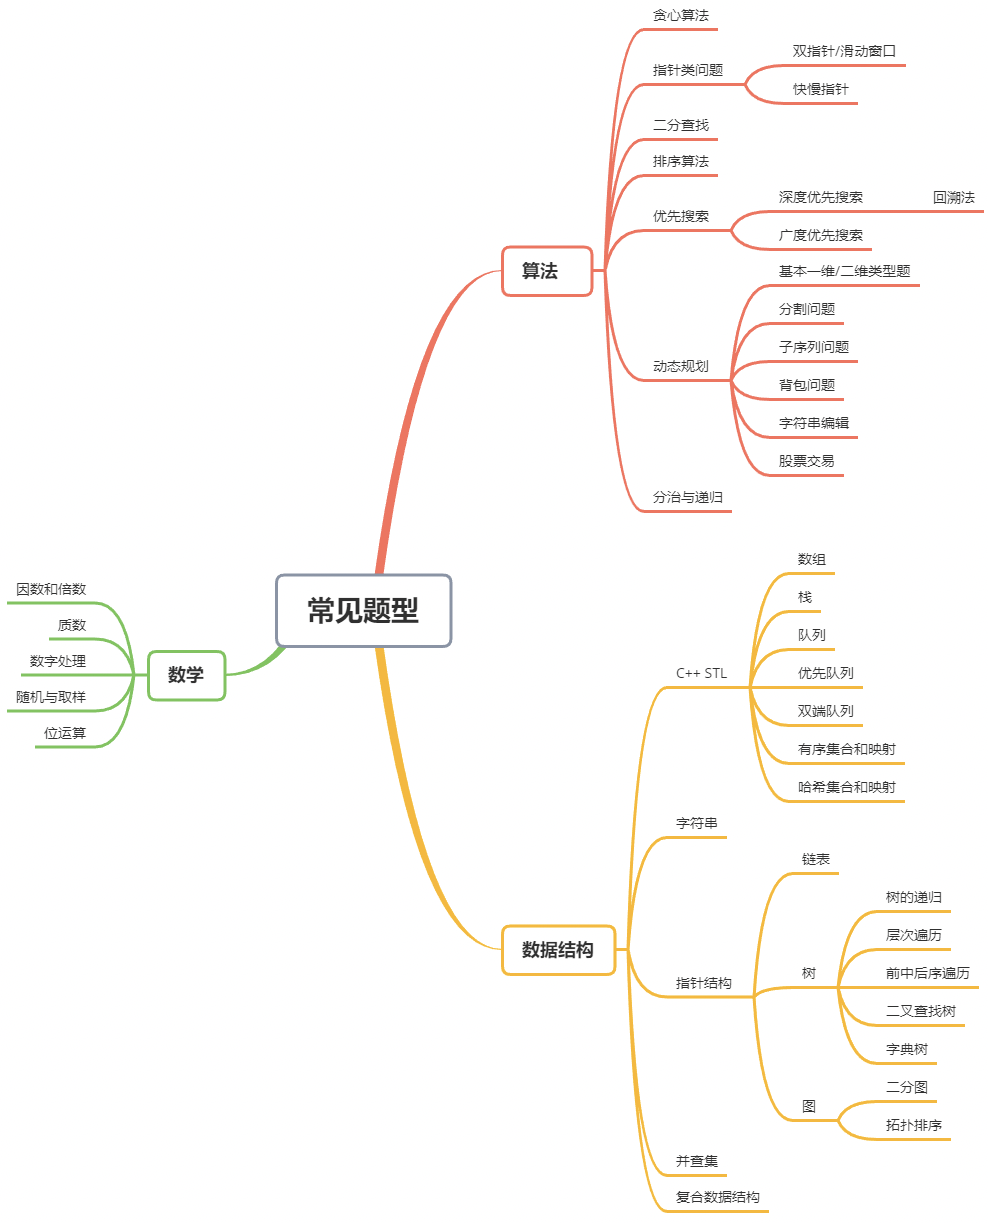 贪心算法
指针类问题
双指针/滑动窗口
快慢指针
二分查找
排序算法
优先搜索
深度优先搜索
回溯法
广度优先搜索
算法
动态规划
基本一维/二维类型题
分割问题
子序列问题
背包问题
字符串编辑
股票交易
分治与递归
常见题型
数学
因数和倍数
质数
数字处理
随机与取样
位运算
数据结构
C++ STL
数组
栈
队列
优先队列
双端队列
有序集合和映射
哈希集合和映射
字符串
指针结构
链表
树
树的递归
层次遍历
前中后序遍历
二叉查找树
字典树
图
二分图
拓扑排序
并查集
复合数据结构